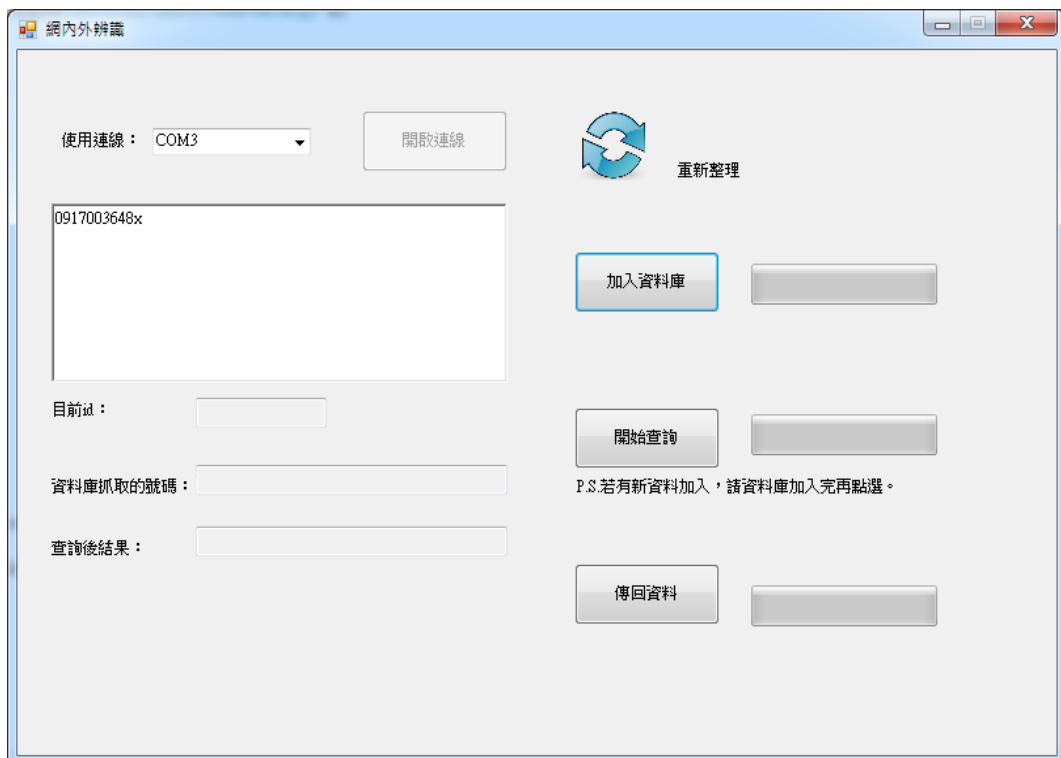 網內外辨識
使用連線：
COM3
開啟連線
重新整理
0917003648x
加入資料庫
目前id：
開始查詢
資料庫抓取的號碼：
P.S.若有新資料加入，請資料庫加入完再點選。
查詢後結果：
傳回資料